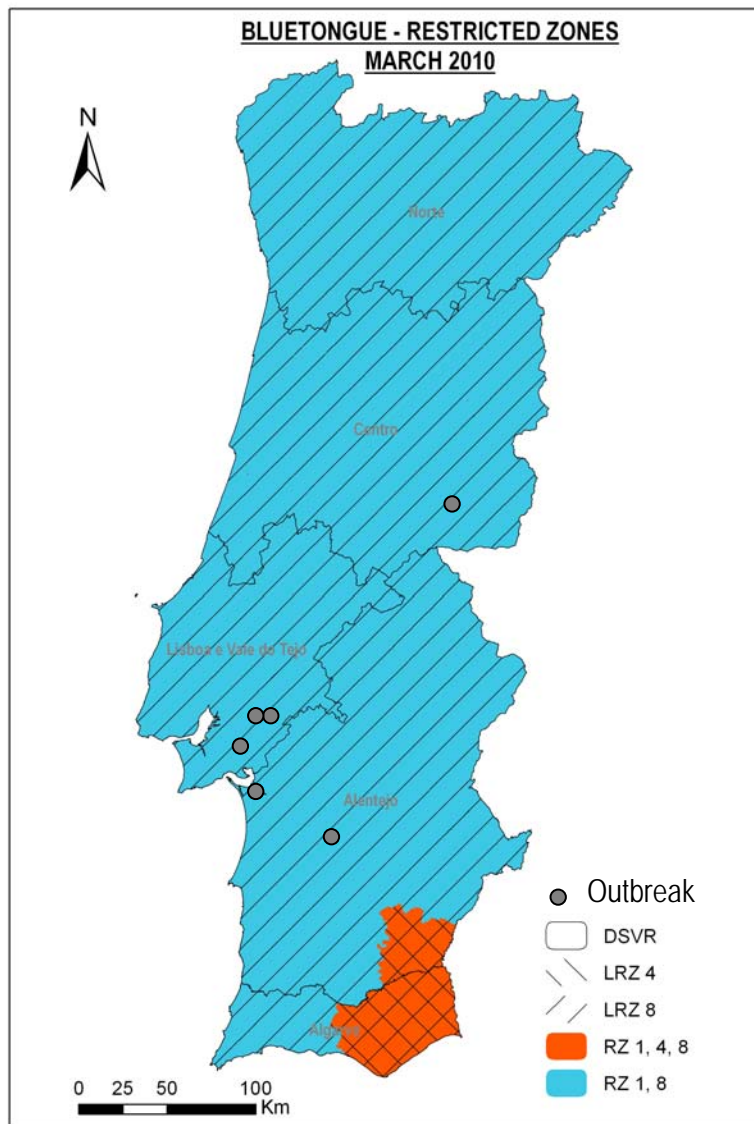 BLUETONGUE - RESTRICTED ZONES
MARCH 2010
N
Norte
Centro
Lisboa e Vale do Tejo
Alentejo
Algarve
Outbreak
DSVR
LRZ 4
LRZ 8
RZ 1, 4, 8
RZ 1, 8
0 25 50 100
Km